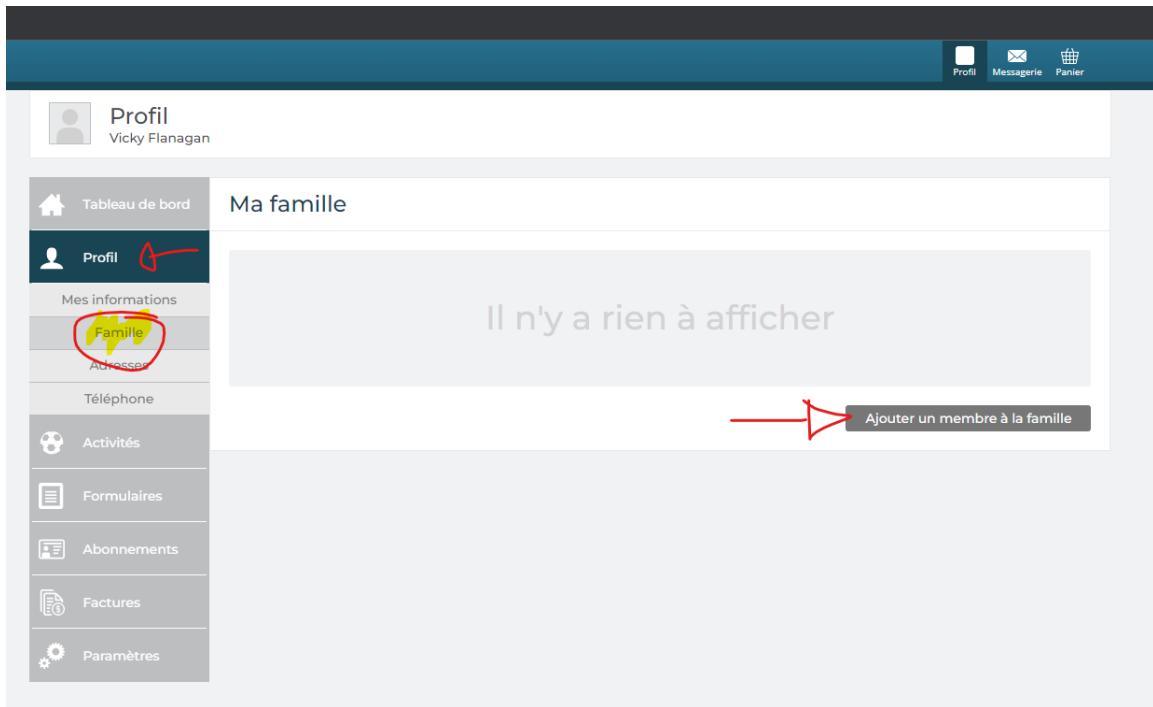 Profil
Messagerie
Panier
Profil
Vicky Flanagan
Tableau de bord
Profil
Mes informations
Famille
Adresses
Téléphone
Activités
Formulaires
Abonnements
Factures
Paramètres
Ma famille
Il n'y a rien à afficher
Ajouter un membre à la famille